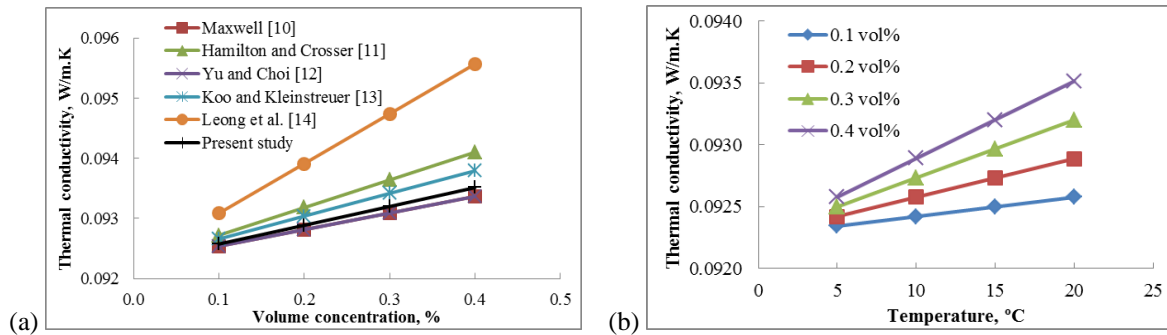 (a)
Thermal conductivity, W/m.K
0.096
0.095
0.094
0.093
0.092
Maxwell [10]
Hamilton and Crosser [11]
Yu and Choi [12]
Koo and Kleinstreuer [13]
Leong et al. [14]
Present study
0.0 0.1 0.2 0.3 0.4 0.5
Volume concentration, %
(b)
Thermal conductivity, W/m.K
0.0940
0.0935
0.0930
0.0925
0.0920
0.1 vol%
0.2 vol%
0.3 vol%
0.4 vol%
0 5 10 15 20 25
Temperature, °C